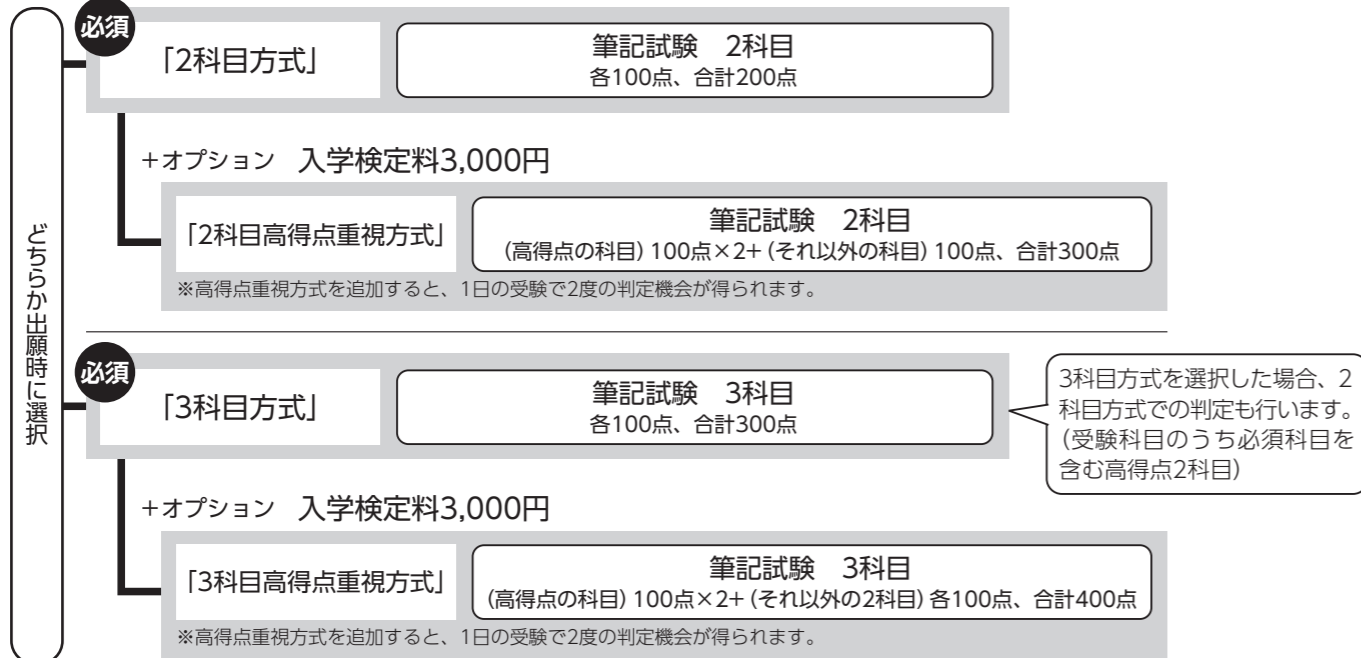 どちらか出願時に選択
必須
「2科目方式」
筆記試験　2科目
各100点、合計200点
＋オプション　入学検定料3,000円
「2科目高得点重視方式」
筆記試験　2科目
(高得点の科目) 100点×2+ (それ以外の科目) 100点、合計300点
※高得点重視方式を追加すると、1日の受験で2度の判定機会が得られます。
必須
「3科目方式」
筆記試験　3科目
各100点、合計300点
3科目方式を選択した場合、2
科目方式での判定も行います。
(受験科目のうち必須科目を
含む高得点2科目)
＋オプション　入学検定料3,000円
「3科目高得点重視方式」
筆記試験　3科目
(高得点の科目) 100点×2+ (それ以外の2科目) 各100点、合計400点
※高得点重視方式を追加すると、1日の受験で2度の判定機会が得られます。